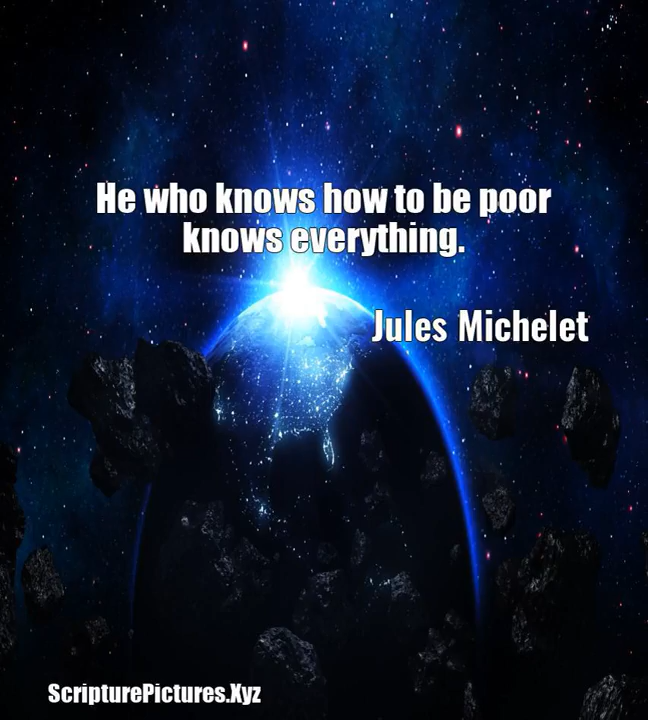 He who knows how to be poor
knows everything.
Jules Michelet
ScripturePictures.Xyz